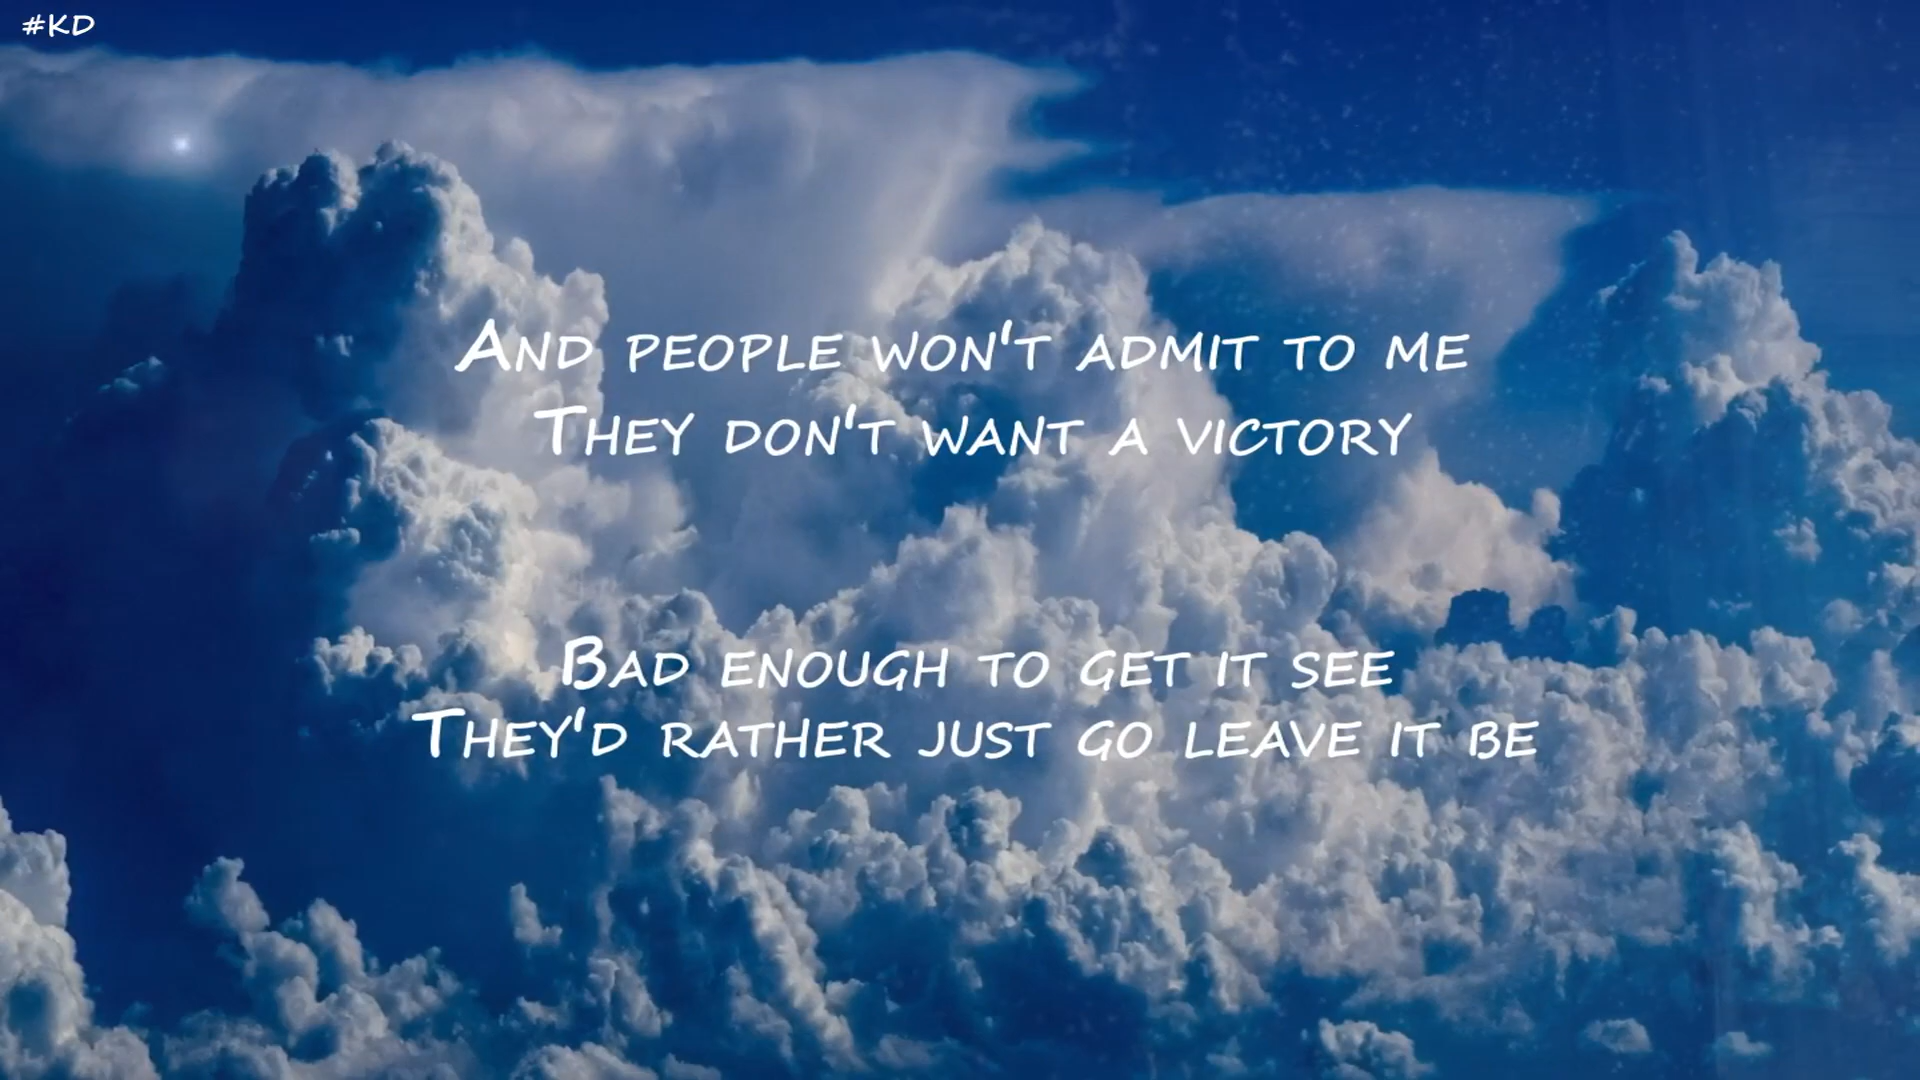 #KD
And people won't admit to me
They don't want a victory
Bad enough to get it see
They'd rather just go leave it be